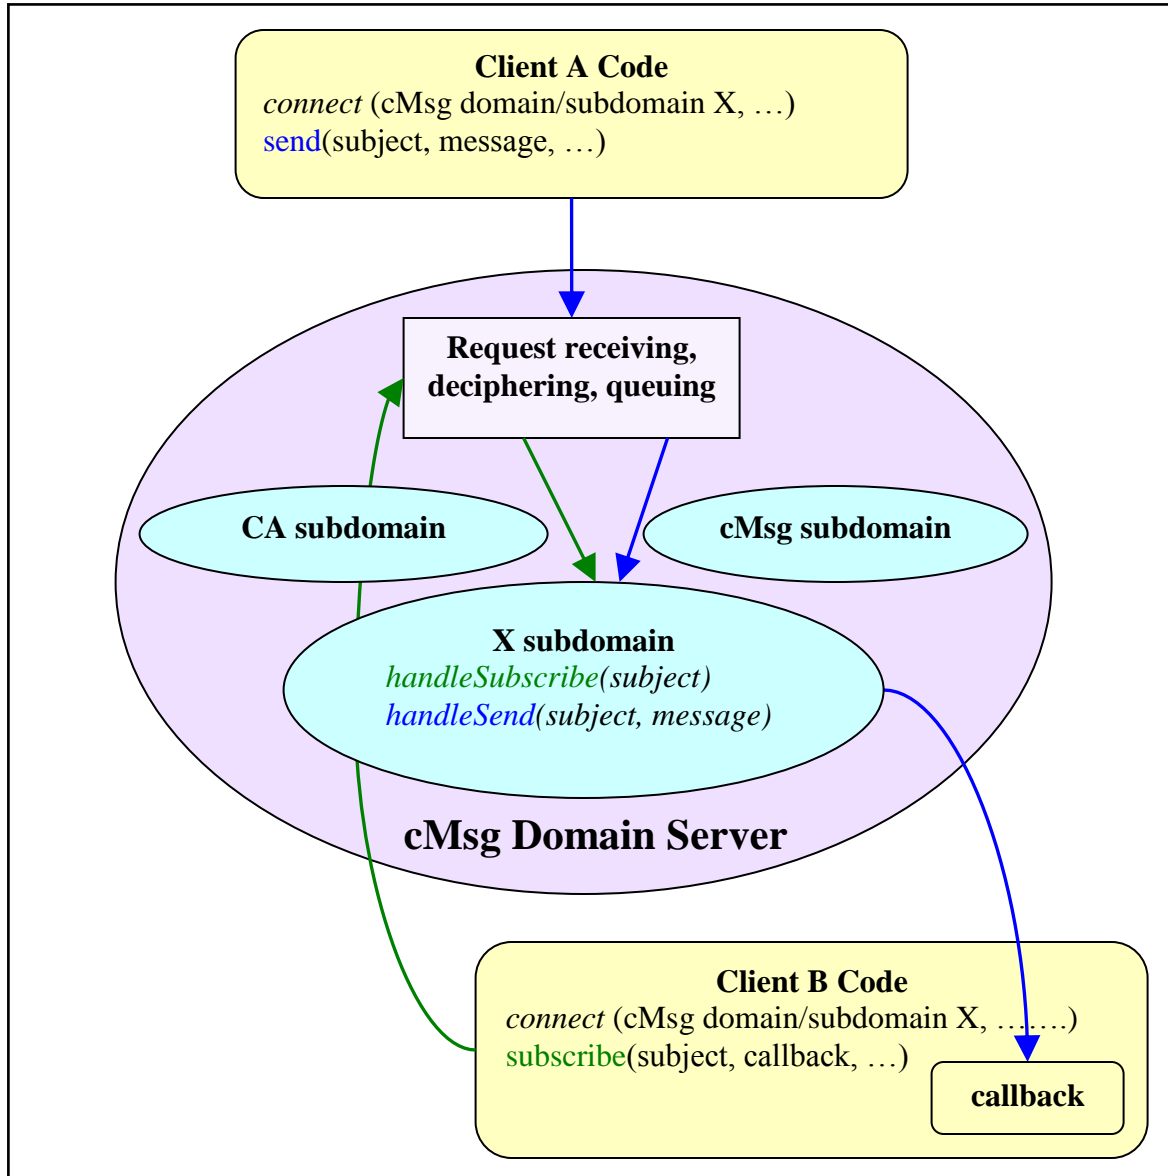 Client A Code
connect (cMsg domain/subdomain X, …)
send(subject, message, …)
Request receiving,
deciphering, queuing
CA subdomain
cMsg subdomain
X subdomain
handleSubscribe(subject)
handleSend(subject, message)
cMsg Domain Server
Client B Code
connect (cMsg domain/subdomain X, …….)
subscribe(subject, callback, …)
callback